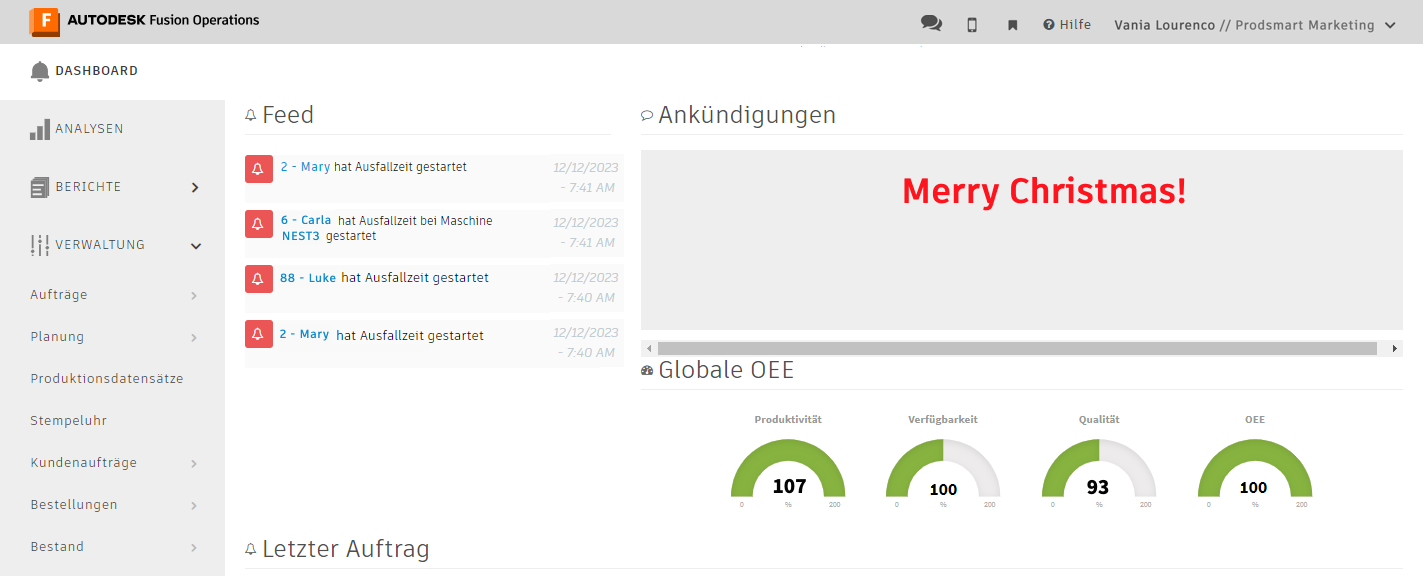 F AUTODESK Fusion Operations
Hilfe
Vania Lourenco // Prodsmart Marketing
DASHBOARD
ANALYSEN
BERICHTE
VERWALTUNG
Aufträge
Planung
Produktionsdatensätze
Stempeluhr
Kundenaufträge
Bestellungen
Bestand
Feed
2 - Mary hat Ausfallzeit gestartet
12/12/2023
- 7:41 AM
6 - Carla hat Ausfallzeit bei Maschine
NEST3 gestartet
12/12/2023
- 7:41 AM
88 - Luke hat Ausfallzeit gestartet
12/12/2023
- 7:40 AM
2 - Mary hat Ausfallzeit gestartet
12/12/2023
- 7:40 AM
Ankündigungen
Merry Christmas!
Globale OEE
Produktivität
107
0 % 200
Verfügbarkeit
100
0 % 200
Qualität
93
0 % 200
OEE
100
0 % 200
Letzter Auftrag